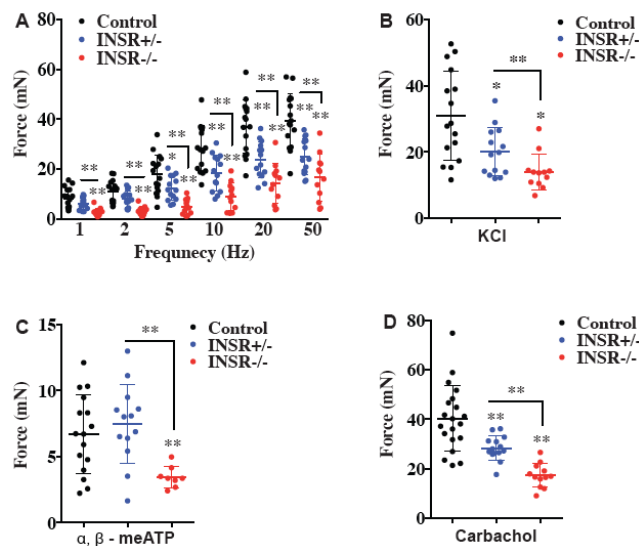 A
Control
INSR+/-
INSR-/-
Force (mN)
80
60
40
20
0
** ** ** ** ** **
** ** * ** ** **
** ** ** ** **
1 2 5 10 20 50
Frequnecy (Hz)
B
Control
INSR+/-
INSR-/-
Force (mN)
60
40
20
0
**
* *
KCl
C
Control
INSR+/-
INSR-/-
Force (mN)
15
10
5
0
**
**
α, β - meATP
D
Control
INSR+/-
INSR-/-
Force (mN)
80
60
40
20
0
**
** **
Carbachol